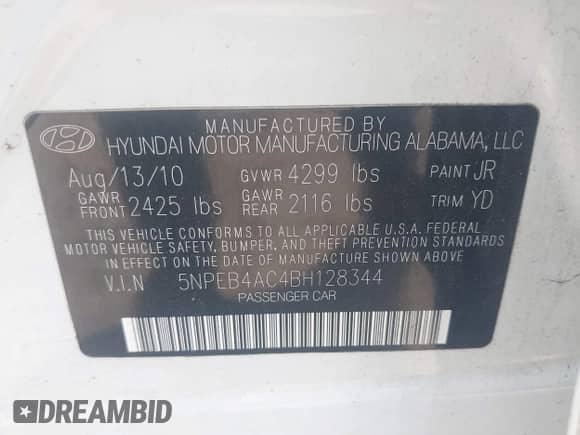 MANUFACTURED BY
HYUNDAI MOTOR MANUFACTURING ALABAMA, LLC
Aug/13/10 GVWR 4299 lbs PAINT JR
GAWR FRONT 2425 lbs GAWR REAR 2116 lbs TRIM YD
THIS VEHICLE CONFORMS TO ALL APPLICABLE U.S.A. FEDERAL
MOTOR VEHICLE SAFETY, BUMPER, AND THEFT PREVENTION
STANDARDS IN EFFECT ON THE DATE OF MANUFACTURE SHOWN ABOVE
V.I.N 5NPEB4AC4BH128344
PASSENGER CAR
DREAMBID